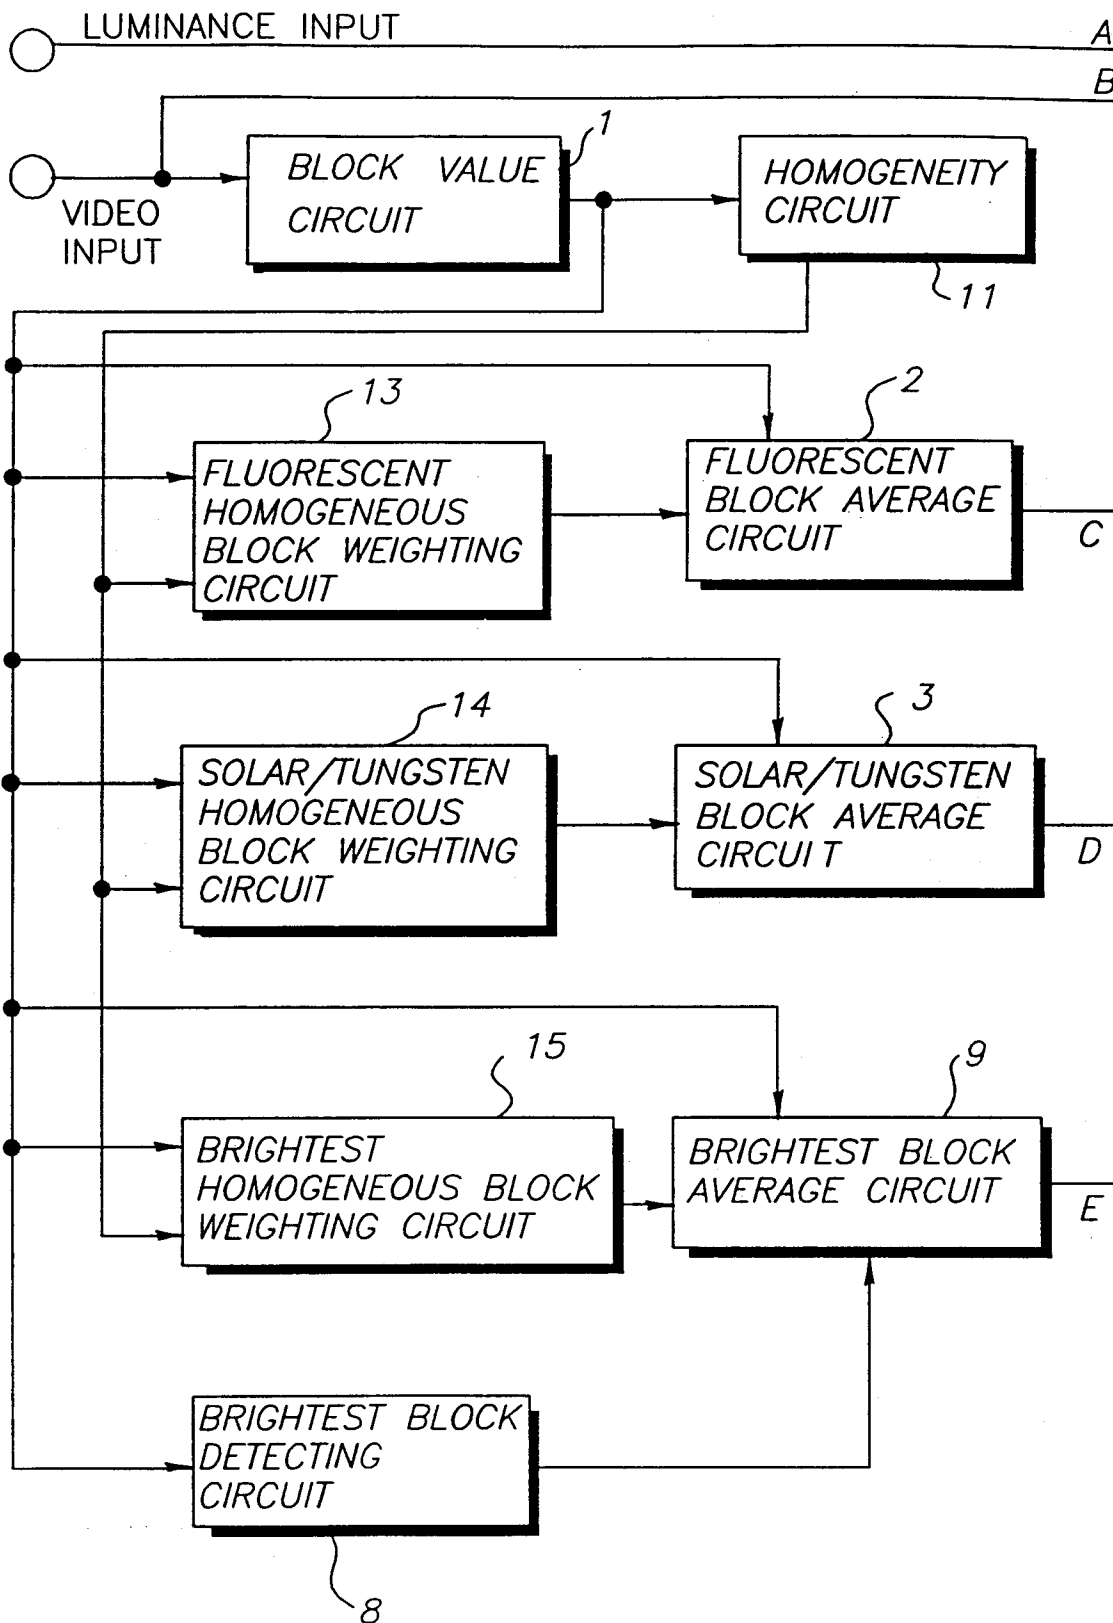 LUMINANCE INPUT
A
B
1
BLOCK VALUE
CIRCUIT
HOMOGENEITY
CIRCUIT
VIDEO
INPUT
11
13
2
FLUORESCENT
HOMOGENEOUS
BLOCK WEIGHTING
CIRCUIT
FLUORESCENT
BLOCK AVERAGE
CIRCUIT
C
14
3
SOLAR/TUNGSTEN
HOMOGENEOUS
BLOCK WEIGHTING
CIRCUIT
SOLAR/TUNGSTEN
BLOCK AVERAGE
CIRCUIT
D
15
9
BRIGHTEST
HOMOGENEOUS BLOCK
WEIGHTING CIRCUIT
BRIGHTEST BLOCK
AVERAGE CIRCUIT
E
BRIGHTEST BLOCK
DETECTING
CIRCUIT
8